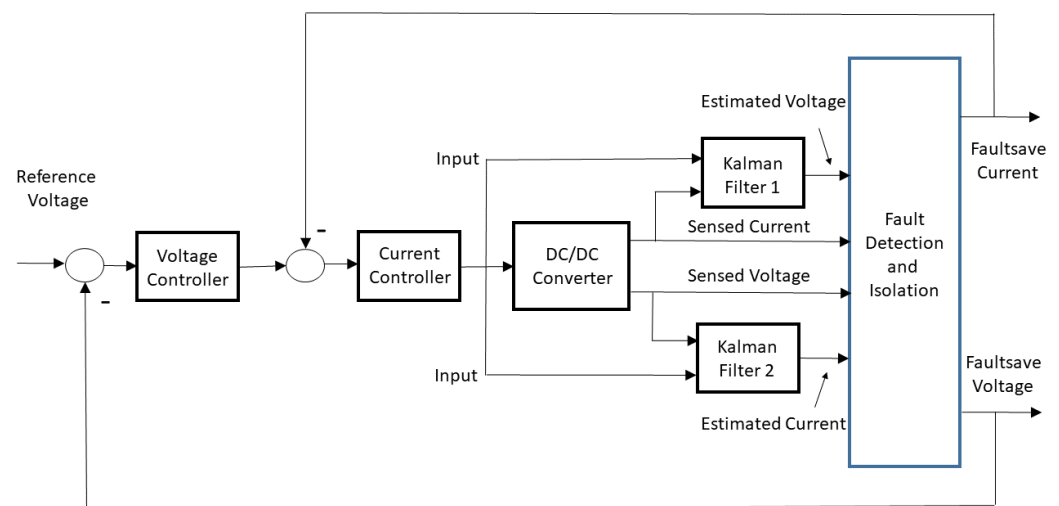 Estimated Voltage
Faultsave
Current
Input
Kalman
Filter 1
Reference
Voltage
-
Sensed Current
Fault
Detection
and
Isolation
Voltage
Controller
Current
Controller
DC/DC
Converter
Sensed Voltage
-
Kalman
Filter 2
Input
Faultsave
Voltage
Estimated Current